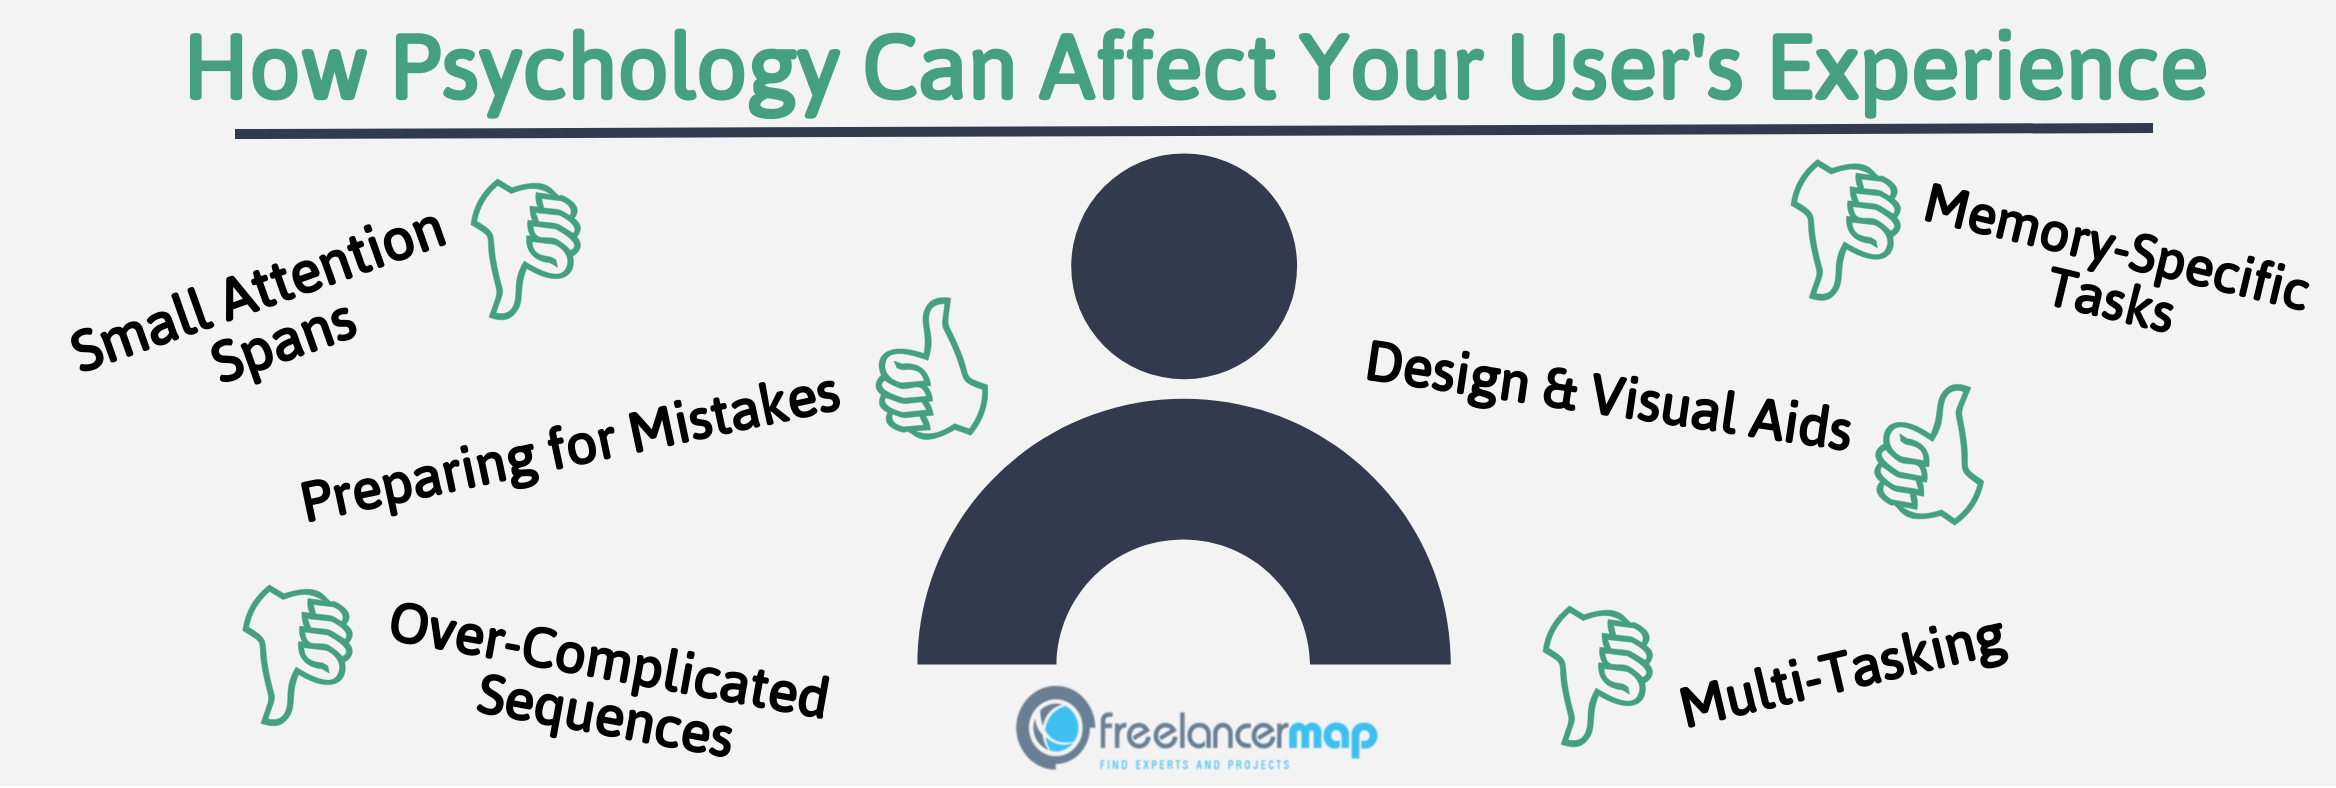 How Psychology Can Affect Your User's Experience
Small Attention
Spans
Memory-Specific
Tasks
Preparing for Mistakes
Design & Visual Aids
Over-Complicated
Sequences
Multi-Tasking
freelancermap
FIND EXPERTS AND PROJECTS